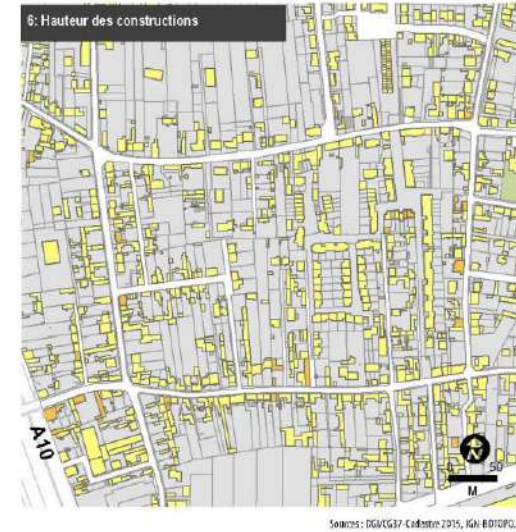 6: Hauteur des constructions
A10
N
50
M
Sources : DGI/CG37-Cadastre 2015, IGN-BDTOPO,